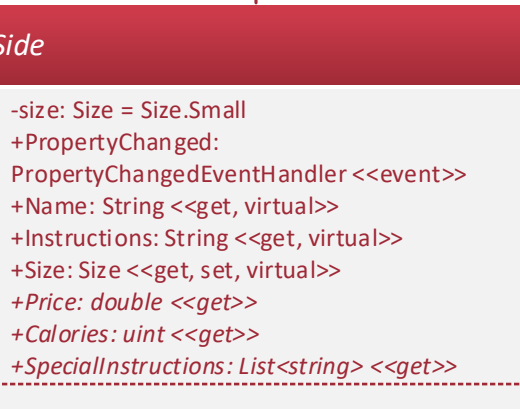 Side
-size: Size = Size.Small
+PropertyChanged:
PropertyChangedEventHandler <<event>>
+Name: String <<get, virtual>>
+Instructions: String <<get, virtual>>
+Size: Size <<get, set, virtual>>
+Price: double <<get>>
+Calories: uint <<get>>
+SpecialInstructions: List<string> <<get>>